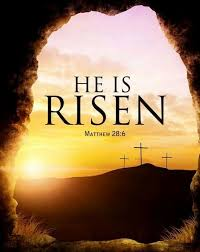 HE IS
RISEN
MATTHEW 28:6